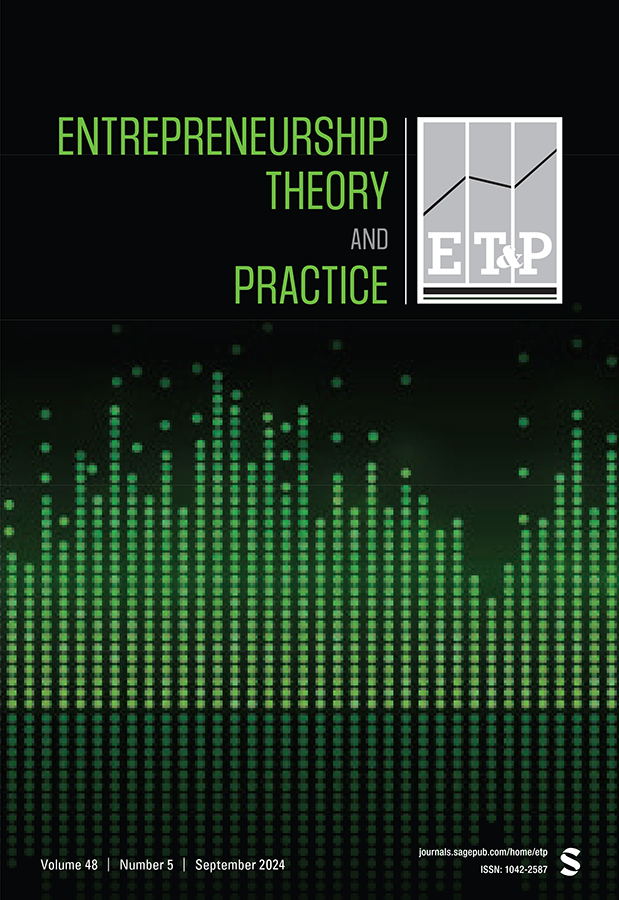 ENTREPRENEURSHIP
THEORY
AND
PRACTICE
ET&P
Volume 48 | Number 5 | September 2024
journals.sagepub.com/home/etp
ISSN: 1042-2587
S